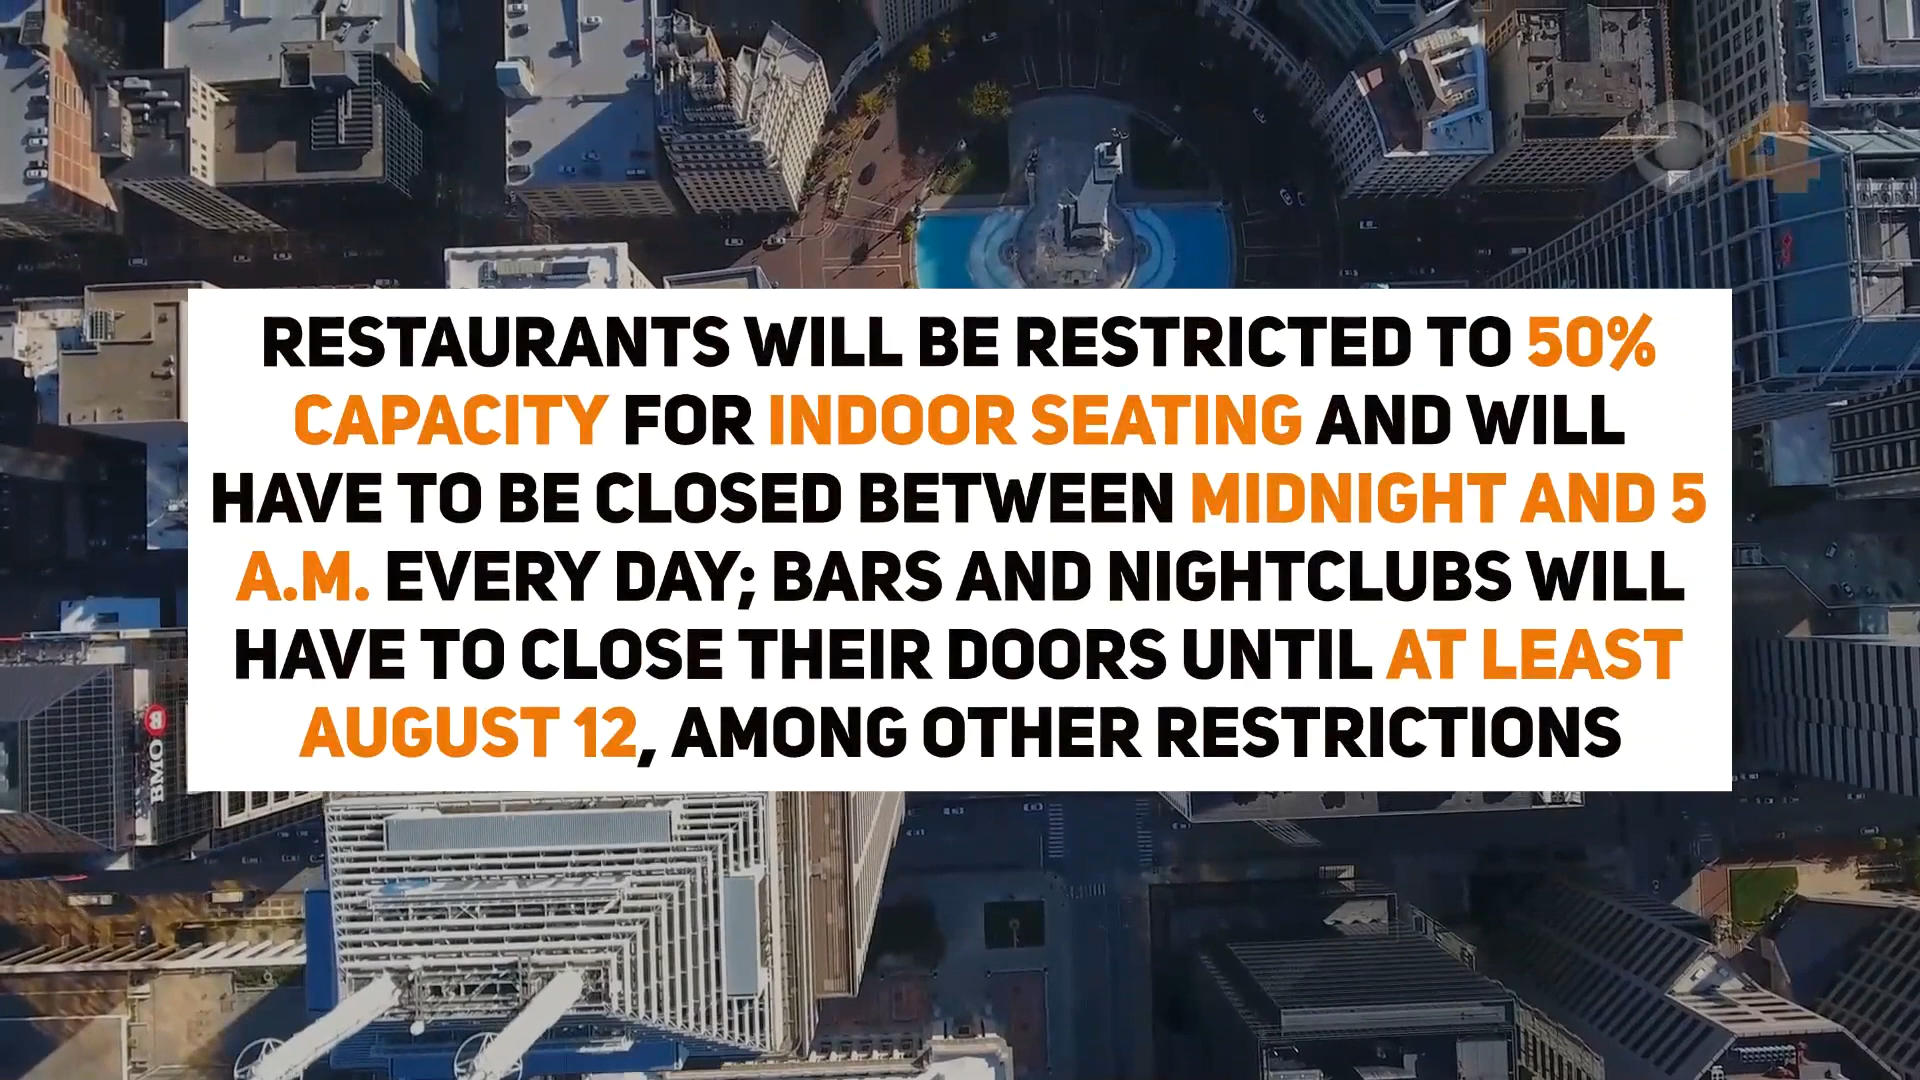 RESTAURANTS WILL BE RESTRICTED TO 50%
CAPACITY FOR INDOOR SEATING AND WILL
HAVE TO BE CLOSED BETWEEN MIDNIGHT AND 5
A.M. EVERY DAY; BARS AND NIGHTCLUBS WILL
HAVE TO CLOSE THEIR DOORS UNTIL AT LEAST
AUGUST 12, AMONG OTHER RESTRICTIONS
4
BMO